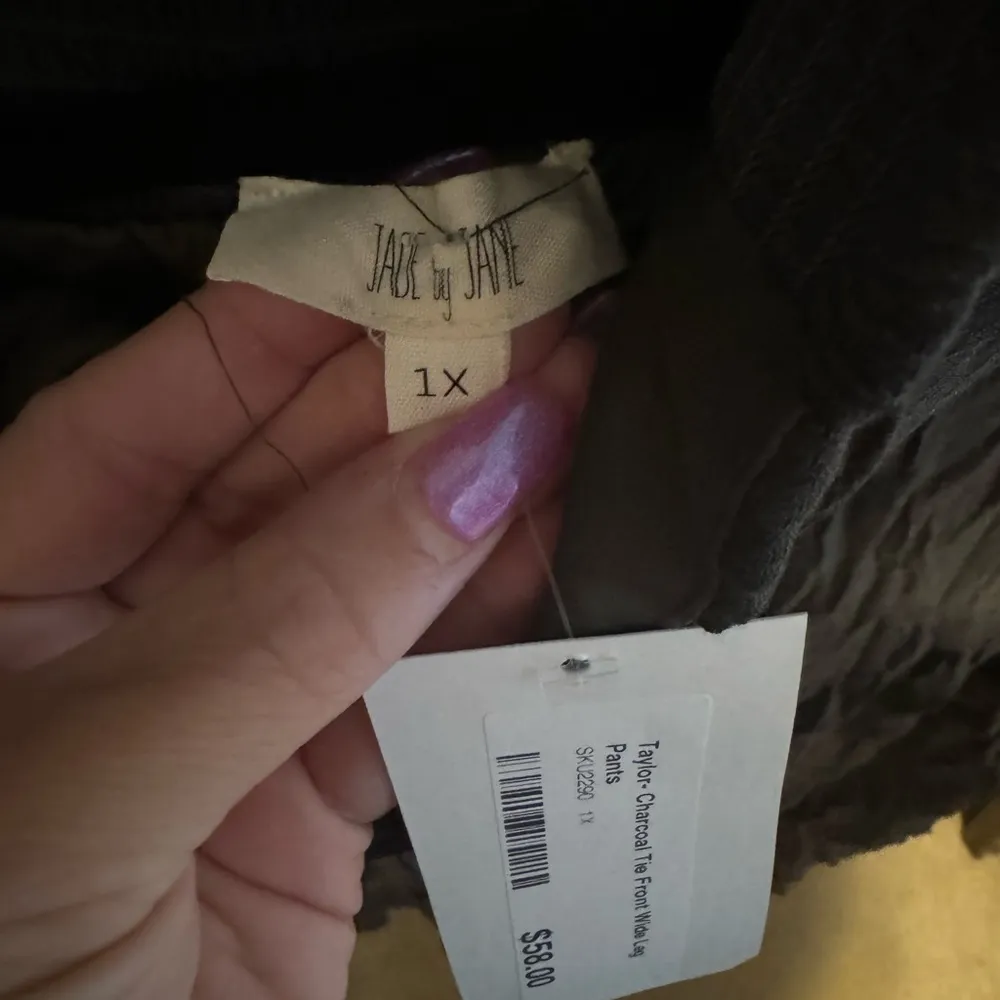 JADE by JANE
1X
Taylor• Charcoal Tie Front Wide Leg
Pants
SKU2290 1X
$58.00